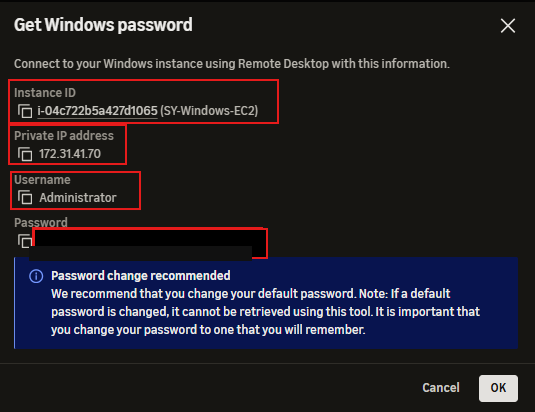 Get Windows password
Connect to your Windows instance using Remote Desktop with this information.
Instance ID
i-04c722b5a427d1065 (SY-Windows-EC2)
Private IP address
172.31.41.70
Username
Administrator
Password
Password change recommended
We recommend that you change your default password. Note: If a default
password is changed, it cannot be retrieved using this tool. It is important that
you change your password to one that you will remember.
Cancel
OK